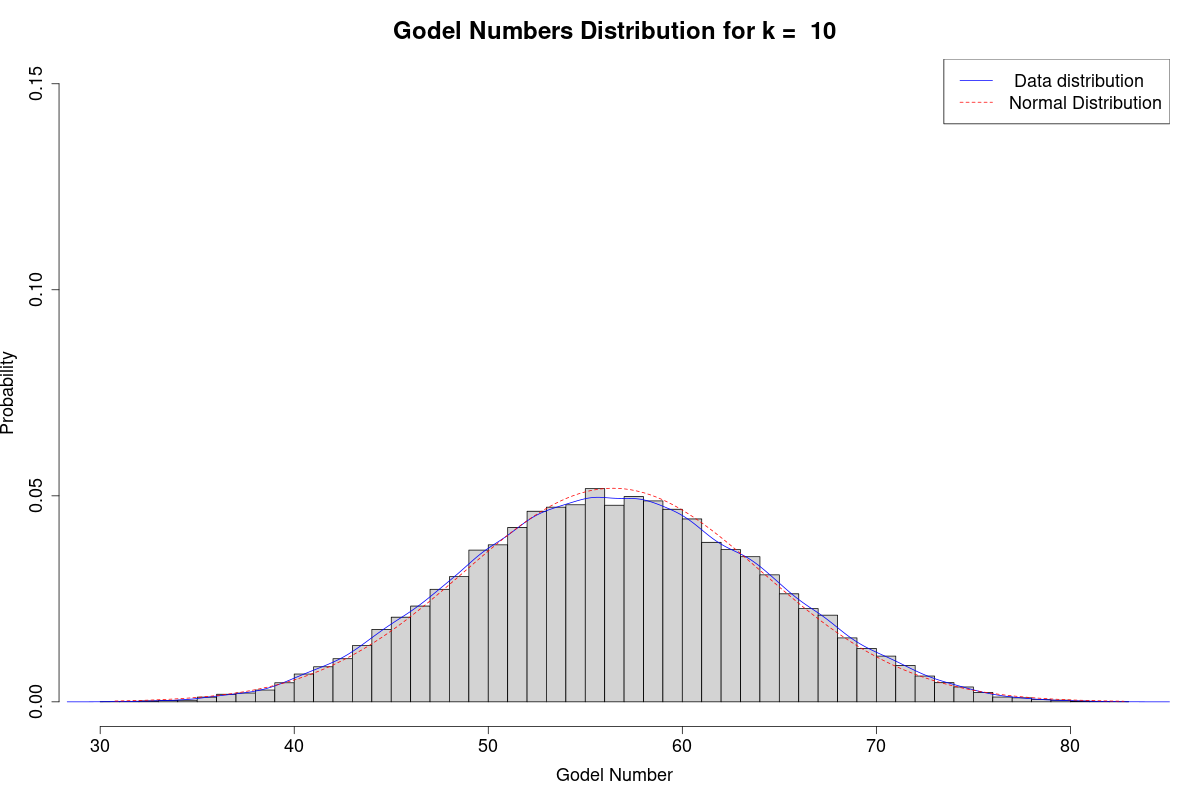 Godel Numbers Distribution for k =  10
Data distribution
Normal Distribution
0.15
0.10
0.05
0.00
Probability
30 40 50 60 70 80
Godel Number